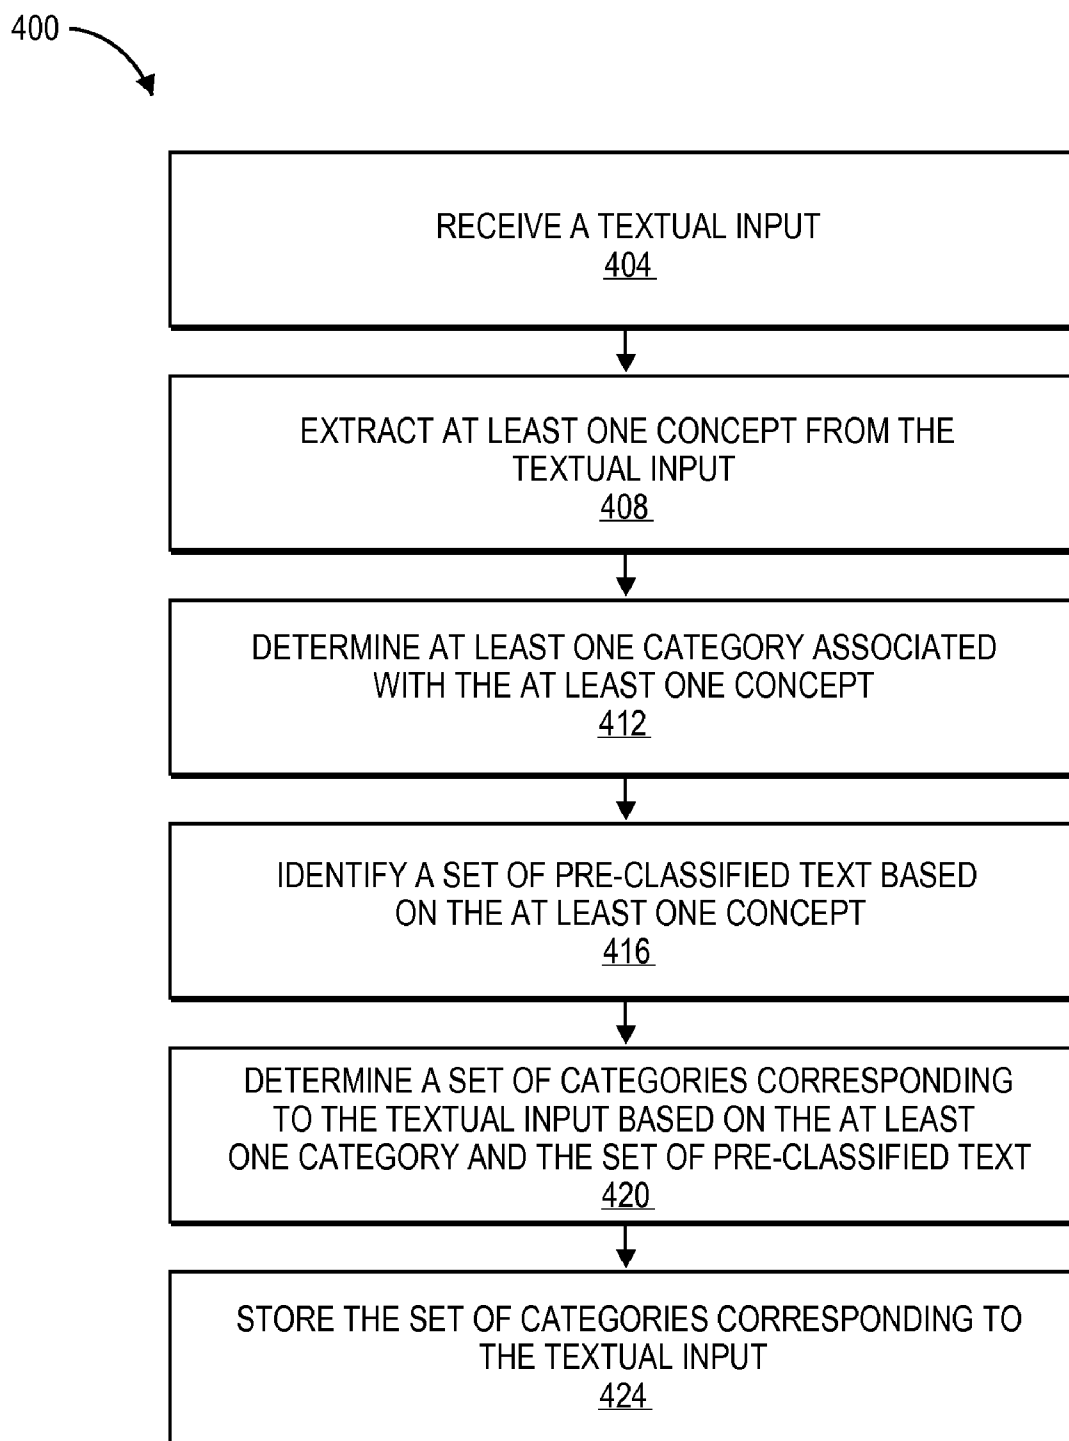 400
RECEIVE A TEXTUAL INPUT
404
EXTRACT AT LEAST ONE CONCEPT FROM THE
TEXTUAL INPUT
408
DETERMINE AT LEAST ONE CATEGORY ASSOCIATED
WITH THE AT LEAST ONE CONCEPT
412
IDENTIFY A SET OF PRE-CLASSIFIED TEXT BASED
ON THE AT LEAST ONE CONCEPT
416
DETERMINE A SET OF CATEGORIES CORRESPONDING
TO THE TEXTUAL INPUT BASED ON THE AT LEAST
ONE CATEGORY AND THE SET OF PRE-CLASSIFIED TEXT
420
STORE THE SET OF CATEGORIES CORRESPONDING TO
THE TEXTUAL INPUT
424